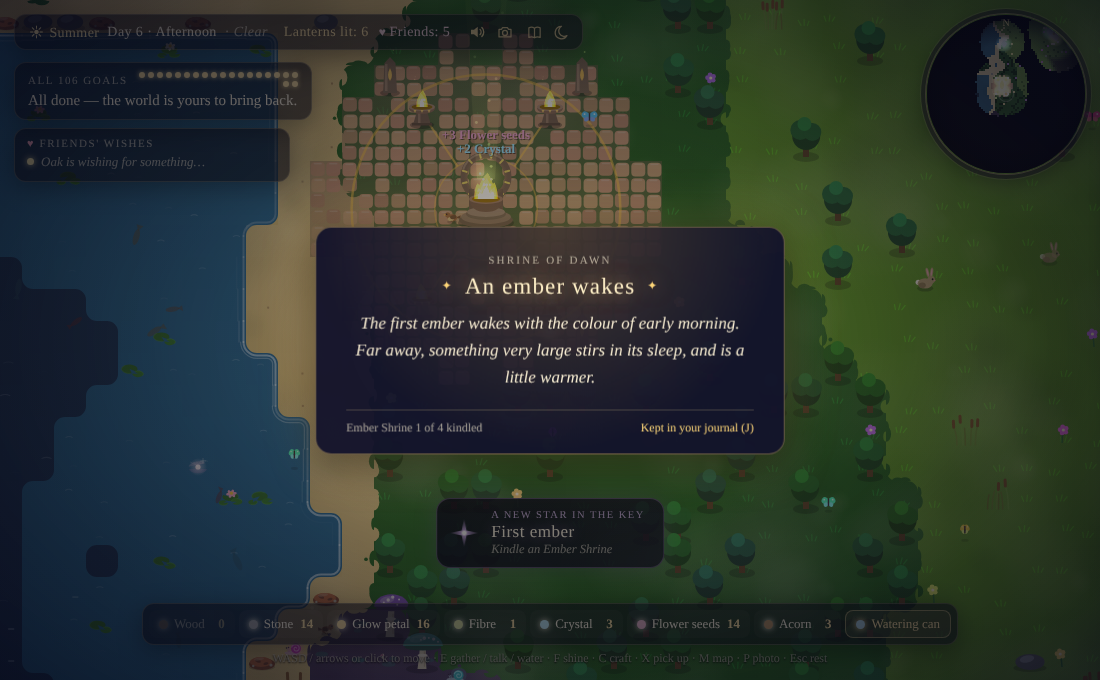 Summer Day 6 · Afternoon · Clear Lanterns lit: 6 ♥ Friends: 5
N
ALL 106 GOALS
All done — the world is yours to bring back.
♥ FRIENDS' WISHES
Oak is wishing for something…
+3 Flower seeds
+2 Crystal
SHRINE OF DAWN
An ember wakes
The first ember wakes with the colour of early morning.
Far away, something very large stirs in its sleep, and is a
little warmer.
Ember Shrine 1 of 4 kindled
Kept in your journal (J)
A NEW STAR IN THE KEY
First ember
Kindle an Ember Shrine
Wood 0 Stone 14 Glow petal 16 Fibre 1 Crystal 3 Flower seeds 14 Acorn 3 Watering can
/ arrows or click to move · E gather / talk / water · F shine · C craft · X pick up · M map · P photo · Esc rest